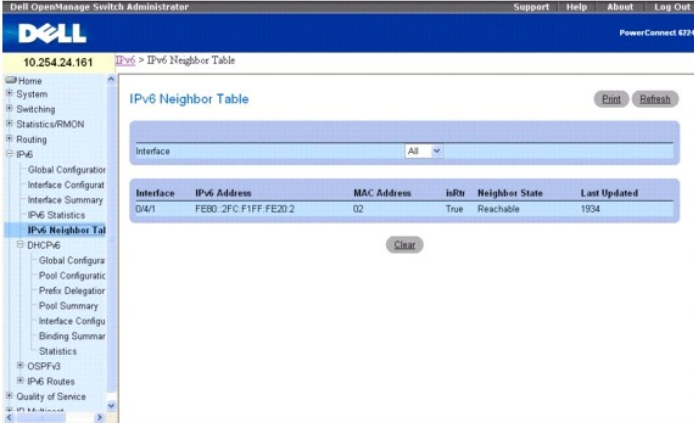 Dell OpenManage Switch Administrator Support Help About Log Out
DELL
PowerConnect 6224
10.254.24.161
IPv6 > IPv6 Neighbor Table
Home
System
Switching
Statistics/RMON
Routing
IPv6
Global Configuration
Interface Configurat
Interface Summary
IPv6 Statistics
IPv6 Neighbor Tal
DHCPv6
Global Configura
Pool Configuratic
Prefix Delegation
Pool Summary
Interface Configu
Binding Summar
Statistics
OSPFv3
IPv6 Routes
Quality of Service
IP Multicast
IPv6 Neighbor Table
Print Refresh
Interface All
Interface IPv6 Address MAC Address isRtr Neighbor State Last Updated
0/4/1 FE80::2FC:F1FF:FE20:2 02 True Reachable 1934
Clear